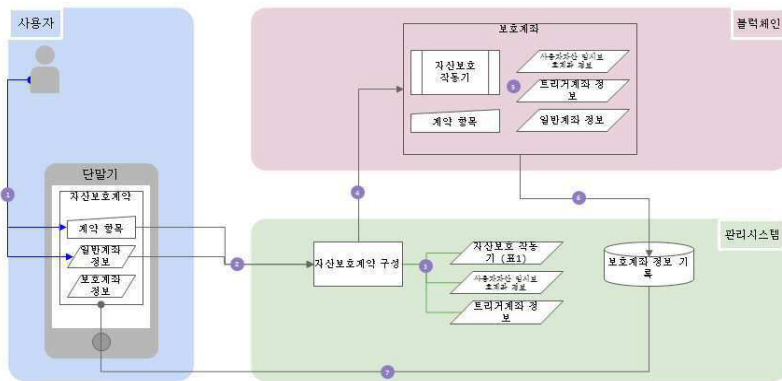 사용자
단말기
자산보호계약
계약 항목
일반계좌
정보
보호계좌
정보
1
2
블럭체인
보호계좌
자산보호
작동기
계약 항목
사용자자산 임시보
호계좌 정보
트리거계좌 정
보
일반계좌 정보
5
4
6
관리시스템
자산보호계약 구성
3
자산보호 작동
기 (표1)
사용자자산 임시보
호계좌 정보
트리거계좌 정
보
보호계좌 정보 기
록
7